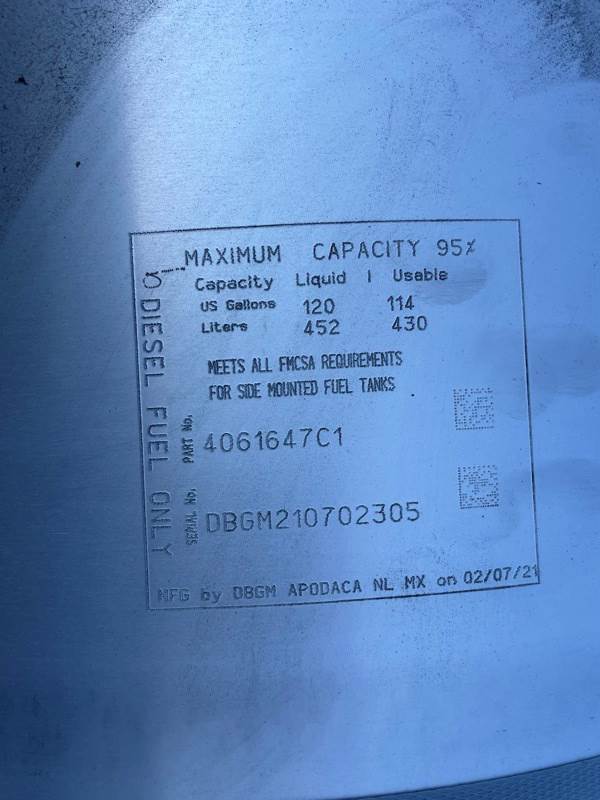 MAXIMUM CAPACITY 95%
Capacity Liquid | Usable
US Gallons 120 114
Liters 452 430
MEETS ALL FMCSA REQUIREMENTS
FOR SIDE MOUNTED FUEL TANKS
PART No. 4061647C1
SERIAL No. DBGM210702305
MFG by DBGM APODACA NL MX on 02/07/21
DIESEL FUEL ONLY